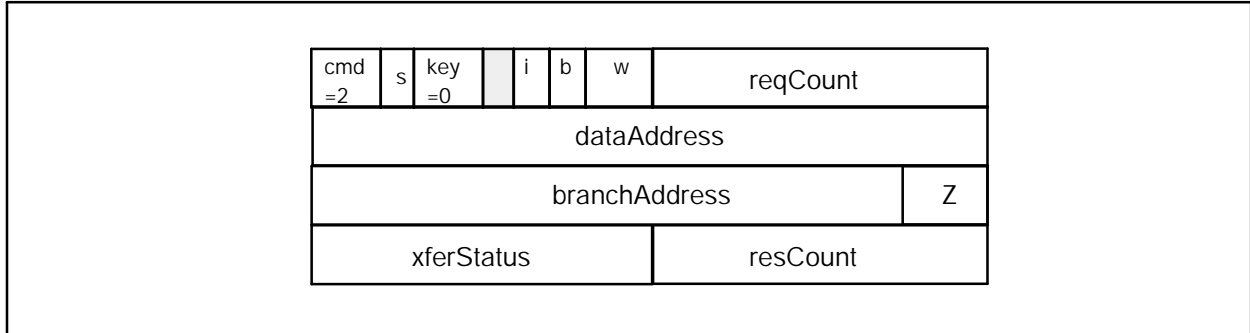 cmd s key i b w reqCount
=2 =0
dataAddress
branchAddress Z
xferStatus resCount